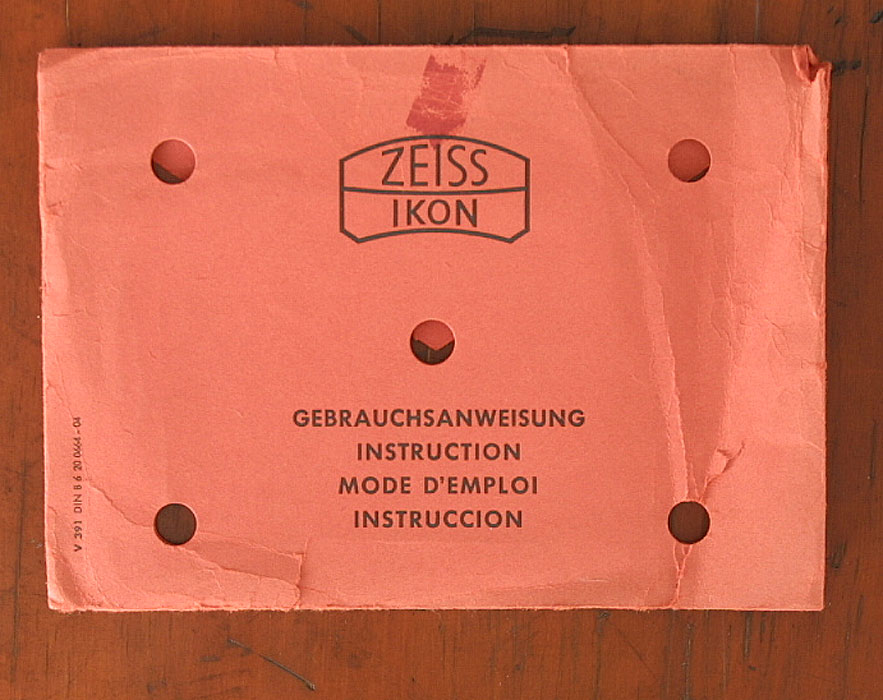 ZEISS
IKON
GEBRAUCHSANWEISUNG
INSTRUCTION
MODE D'EMPLOI
INSTRUCCION
V 391 DIN B 6 20 0664 - 04